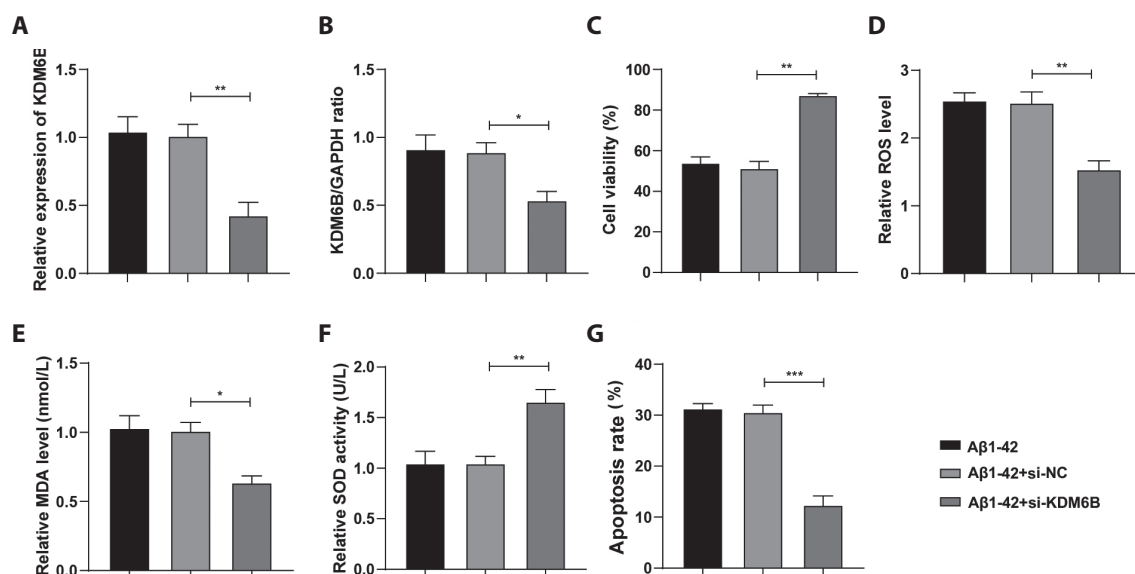 A
Relative expression of KDM6B
1.5
1.0
0.5
0.0
**
B
KDM6B/GAPDH ratio
1.5
1.0
0.5
0.0
*
C
Cell viability (%)
100
80
60
40
20
0
**
D
Relative ROS level
3
2
1
0
**
E
Relative MDA level (nmol/L)
1.5
1.0
0.5
0.0
*
F
Relative SOD activity (U/L)
2.0
1.5
1.0
0.5
0.0
**
G
Apoptosis rate (%)
40
30
20
10
0
***
Aβ1-42
Aβ1-42+si-NC
Aβ1-42+si-KDM6B